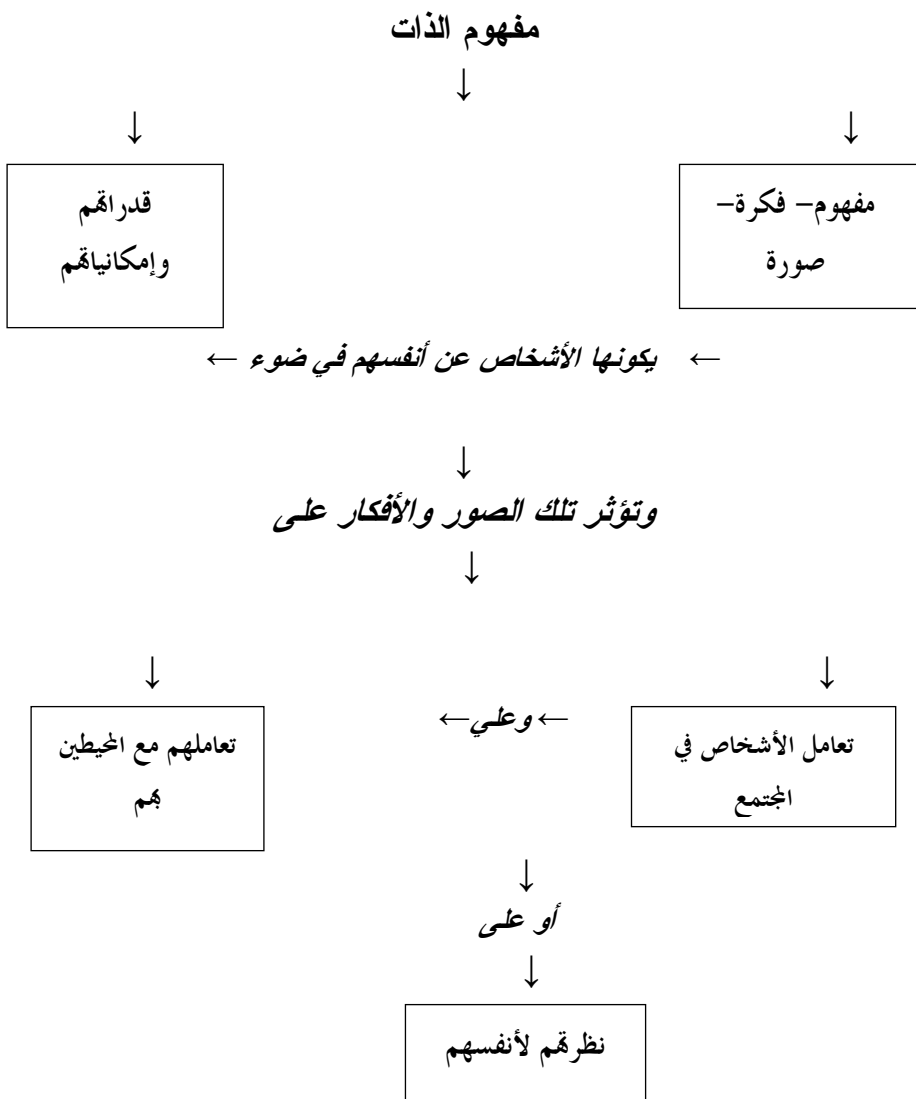 مفهوم الذات
↓
↓ ↓
مفهوم– فكرة–
صورة
قدراتهم
وإمكانياتهم
← يكونها الأشخاص عن أنفسهم في ضوء ←
↓
وتؤثر تلك الصور والأفكار على
↓
↓ ↓
تعامل الأشخاص في
المجتمع
←وعلي←
تعاملهم مع المحيطين
بهم
↓
أو على
↓
نظرتهم لأنفسهم